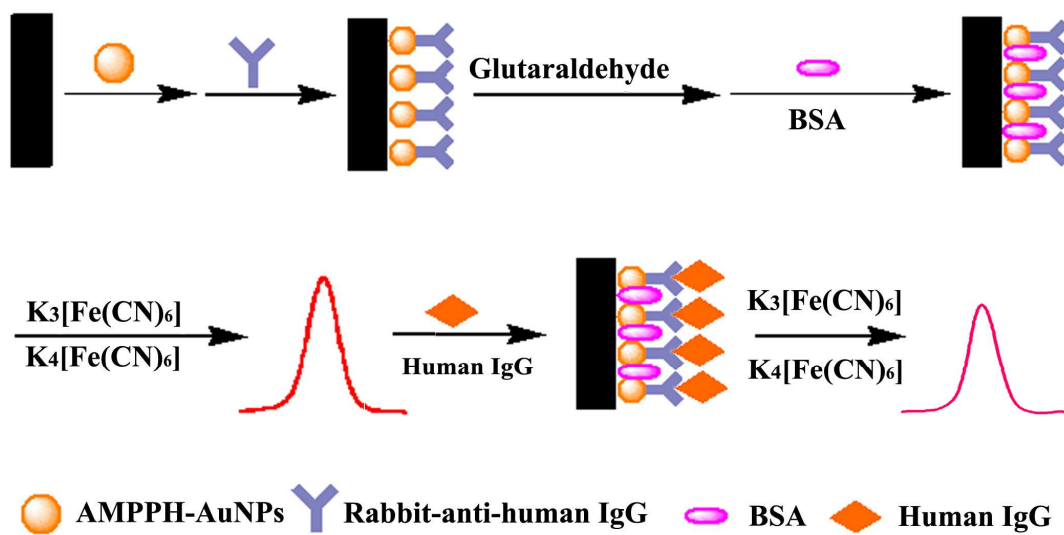 Glutaraldehyde
BSA
K3[Fe(CN)6]
K4[Fe(CN)6]
Human IgG
K3[Fe(CN)6]
K4[Fe(CN)6]
AMPPH-AuNPs
Rabbit-anti-human IgG
BSA
Human IgG